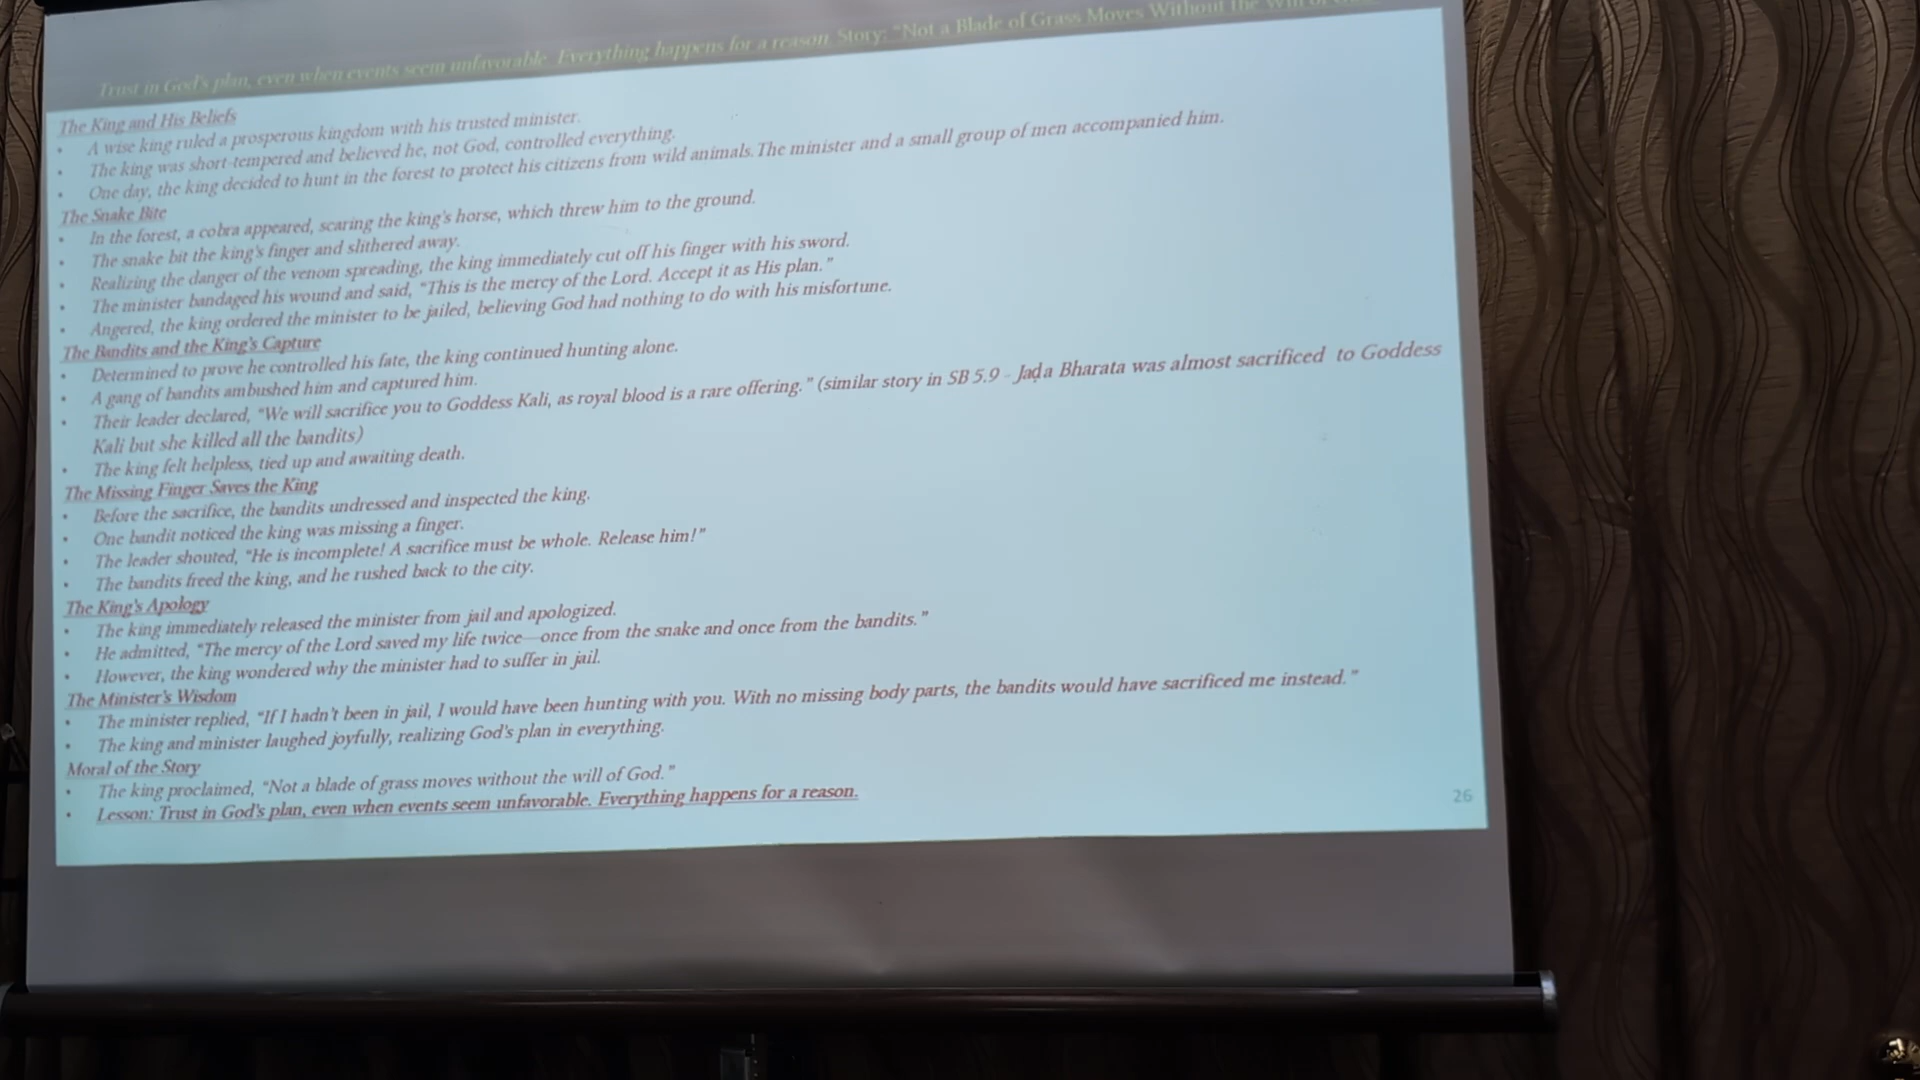 Trust in God's plan, even when events seem unfavorable. Everything happens for a reason. Story: "Not a Blade of Grass Moves Without the Will of
The King and His Beliefs
• A wise king ruled a prosperous kingdom with his trusted minister.
• The king was short-tempered and believed he, not God, controlled everything.
• One day, the king decided to hunt in the forest to protect his citizens from wild animals. The minister and a small group of men accompanied him.
The Snake Bite
• In the forest, a cobra appeared, scaring the king's horse, which threw him to the ground.
• The snake bit the king's finger and slithered away.
• Realizing the danger of the venom spreading, the king immediately cut off his finger with his sword.
• The minister bandaged his wound and said, "This is the mercy of the Lord. Accept it as His plan."
• Angered, the king ordered the minister to be jailed, believing God had nothing to do with his misfortune.
The Bandits and the King's Capture
• Determined to prove he controlled his fate, the king continued hunting alone.
• A gang of bandits ambushed him and captured him.
• Their leader declared, "We will sacrifice you to Goddess Kali, as royal blood is a rare offering." (similar story in SB 5.9 - Jaḍa Bharata was almost sacrificed to Goddess
Kali but she killed all the bandits)
• The king felt helpless, tied up and awaiting death.
The Missing Finger Saves the King
• Before the sacrifice, the bandits undressed and inspected the king.
• One bandit noticed the king was missing a finger.
• The leader shouted, "He is incomplete! A sacrifice must be whole. Release him!"
• The bandits freed the king, and he rushed back to the city.
The King's Apology
• The king immediately released the minister from jail and apologized.
• He admitted, "The mercy of the Lord saved my life twice—once from the snake and once from the bandits."
• However, the king wondered why the minister had to suffer in jail.
The Minister's Wisdom
• The minister replied, "If I hadn't been in jail, I would have been hunting with you. With no missing body parts, the bandits would have sacrificed me instead."
• The king and minister laughed joyfully, realizing God's plan in everything.
Moral of the Story
• The king proclaimed, "Not a blade of grass moves without the will of God."
• Lesson: Trust in God's plan, even when events seem unfavorable. Everything happens for a reason.
26